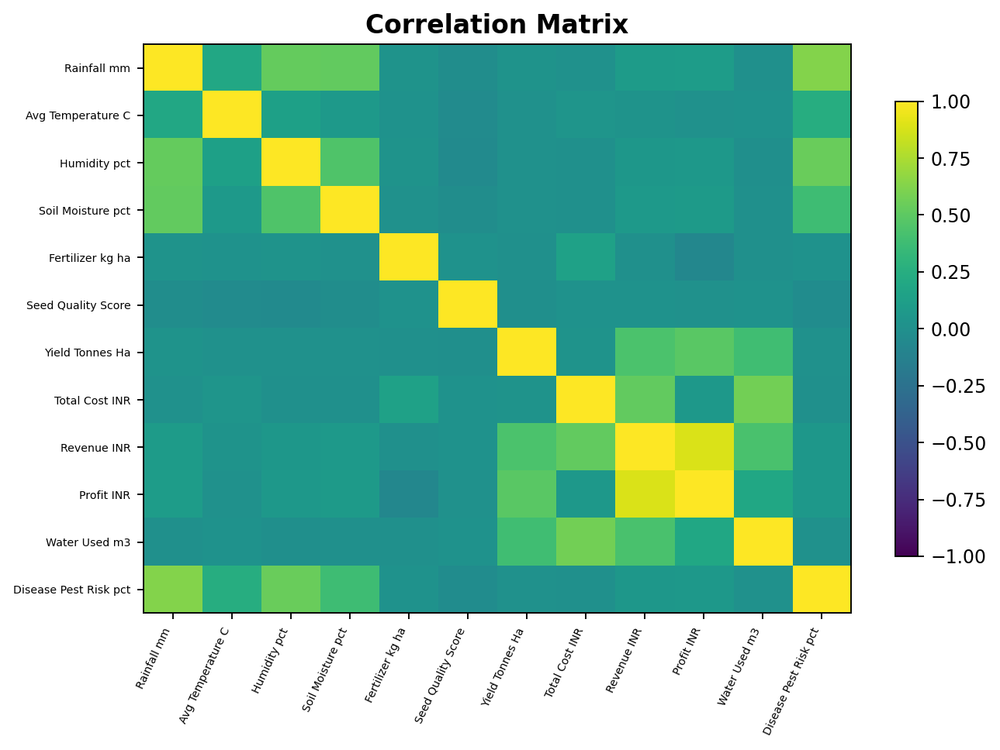 Correlation Matrix
Rainfall mm
Avg Temperature C
Humidity pct
Soil Moisture pct
Fertilizer kg ha
Seed Quality Score
Yield Tonnes Ha
Total Cost INR
Revenue INR
Profit INR
Water Used m3
Disease Pest Risk pct
Rainfall mm
Avg Temperature C
Humidity pct
Soil Moisture pct
Fertilizer kg ha
Seed Quality Score
Yield Tonnes Ha
Total Cost INR
Revenue INR
Profit INR
Water Used m3
Disease Pest Risk pct
1.00
0.75
0.50
0.25
0.00
−0.25
−0.50
−0.75
−1.00